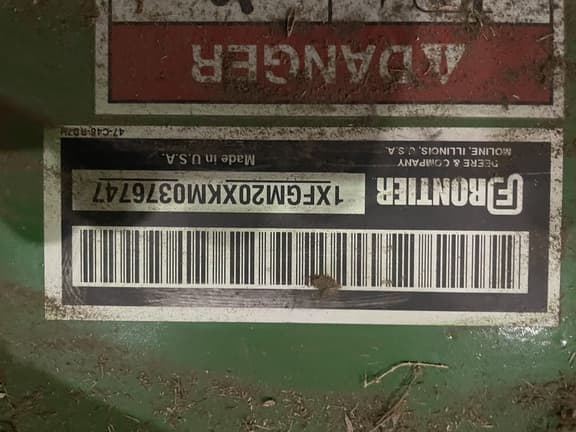 FRONTIER 1XFGM20XKM0376747
DEERE & COMPANY Made in U.S.A.
MOLINE, ILLINOIS, U.S.A.
DANGER